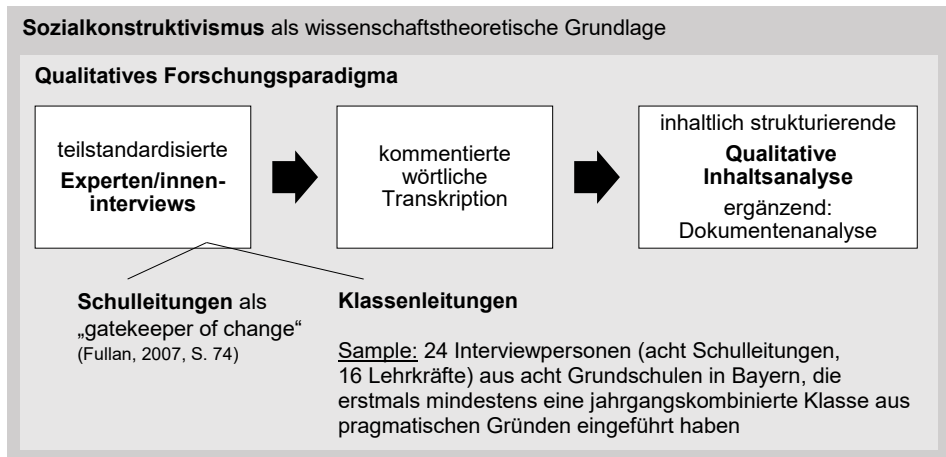 Sozialkonstruktivismus als wissenschaftstheoretische Grundlage
Qualitatives Forschungsparadigma
teilstandardisierte
Experten/innen-
interviews
kommentierte
wörtliche
Transkription
inhaltlich strukturierende
Qualitative
Inhaltsanalyse
ergänzend:
Dokumentenanalyse
Schulleitungen als
„gatekeeper of change“
(Fullan, 2007, S. 74)
Klassenleitungen
Sample: 24 Interviewpersonen (acht Schulleitungen,
16 Lehrkräfte) aus acht Grundschulen in Bayern, die
erstmals mindestens eine jahrgangskombinierte Klasse aus
pragmatischen Gründen eingeführt haben